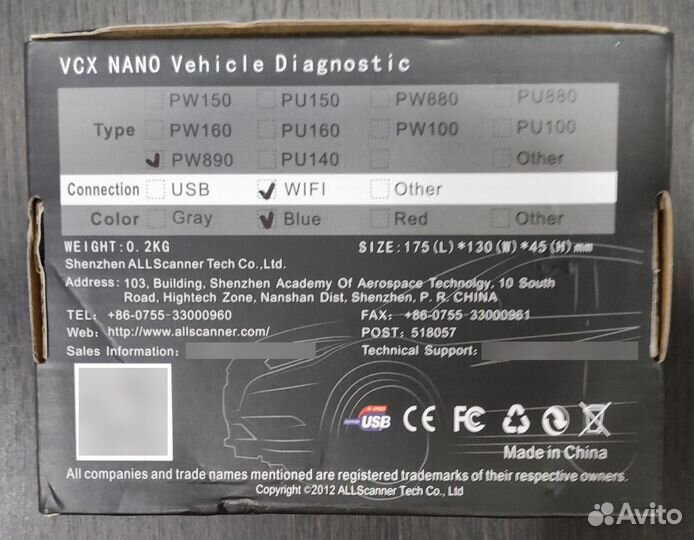 VCX NANO Vehicle Diagnostic
PW150 PU150 PW880 PU880
Type PW160 PU160 PW100 PU100
PW890 PU140 Other
Connection USB WIFI Other
Color Gray Blue Red Other
WEIGHT:0.2KG SIZE:175(L)*130(W)*45(H)mm
Shenzhen ALLScanner Tech Co.,Ltd
Address: 103, Building, Shenzhen Academy Of Aerospace Technolgy, 10 South
Road, Hightech Zone, Nanshan Dist, Shenzhen, P. R. CHINA
TEL: +86-0755-33000960 FAX: +86-0755-33000961
Web: http://www.allscanner.com/ POST: 518057
Sales Information: Technical Support:
USB CE FC
Made in China
All companies and trade names mentioned are registered trademarks of their respective owners.
Copyright ©2012 ALLScanner Tech Co., Ltd
Avito